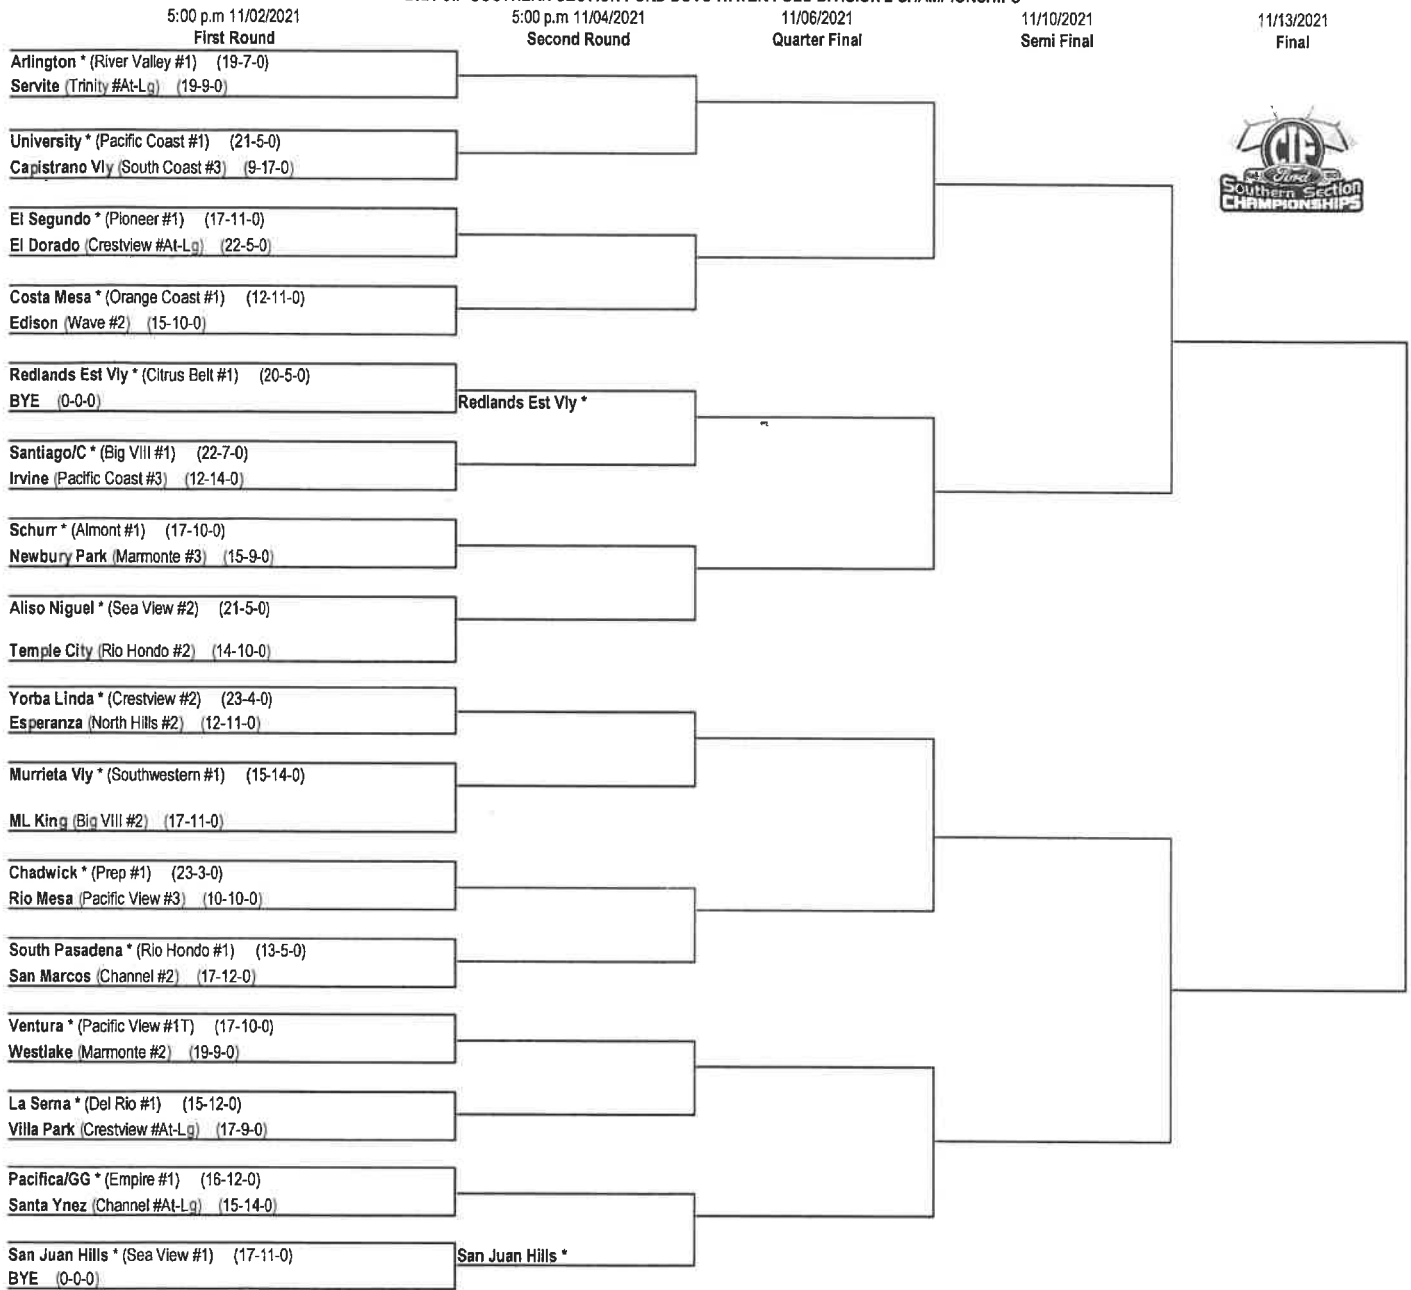 5:00 p.m 11/02/2021 5:00 p.m 11/04/2021 11/06/2021 11/10/2021 11/13/2021
First Round Second Round Quarter Final Semi Final Final
Arlington * (River Valley #1) (19-7-0)
Servite (Trinity #At-Lg) (19-9-0)
University * (Pacific Coast #1) (21-5-0)
Capistrano Vly (South Coast #3) (9-17-0)
El Segundo * (Pioneer #1) (17-11-0)
El Dorado (Crestview #At-Lg) (22-5-0)
Costa Mesa * (Orange Coast #1) (12-11-0)
Edison (Wave #2) (15-10-0)
Redlands Est Vly * (Citrus Belt #1) (20-5-0)
BYE (0-0-0)
Redlands Est Vly *
Santiago/C * (Big VIII #1) (22-7-0)
Irvine (Pacific Coast #3) (12-14-0)
Schurr * (Almont #1) (17-10-0)
Newbury Park (Marmonte #3) (15-9-0)
Aliso Niguel * (Sea View #2) (21-5-0)
Temple City (Rio Hondo #2) (14-10-0)
Yorba Linda * (Crestview #2) (23-4-0)
Esperanza (North Hills #2) (12-11-0)
Murrieta Vly * (Southwestern #1) (15-14-0)
ML King (Big VIII #2) (17-11-0)
Chadwick * (Prep #1) (23-3-0)
Rio Mesa (Pacific View #3) (10-10-0)
South Pasadena * (Rio Hondo #1) (13-5-0)
San Marcos (Channel #2) (17-12-0)
Ventura * (Pacific View #1T) (17-10-0)
Westlake (Marmonte #2) (19-9-0)
La Serna * (Del Rio #1) (15-12-0)
Villa Park (Crestview #At-Lg) (17-9-0)
Pacifica/GG * (Empire #1) (16-12-0)
Santa Ynez (Channel #At-Lg) (15-14-0)
San Juan Hills * (Sea View #1) (17-11-0)
BYE (0-0-0)
San Juan Hills *
CIF
Ford
Southern Section
CHAMPIONSHIPS